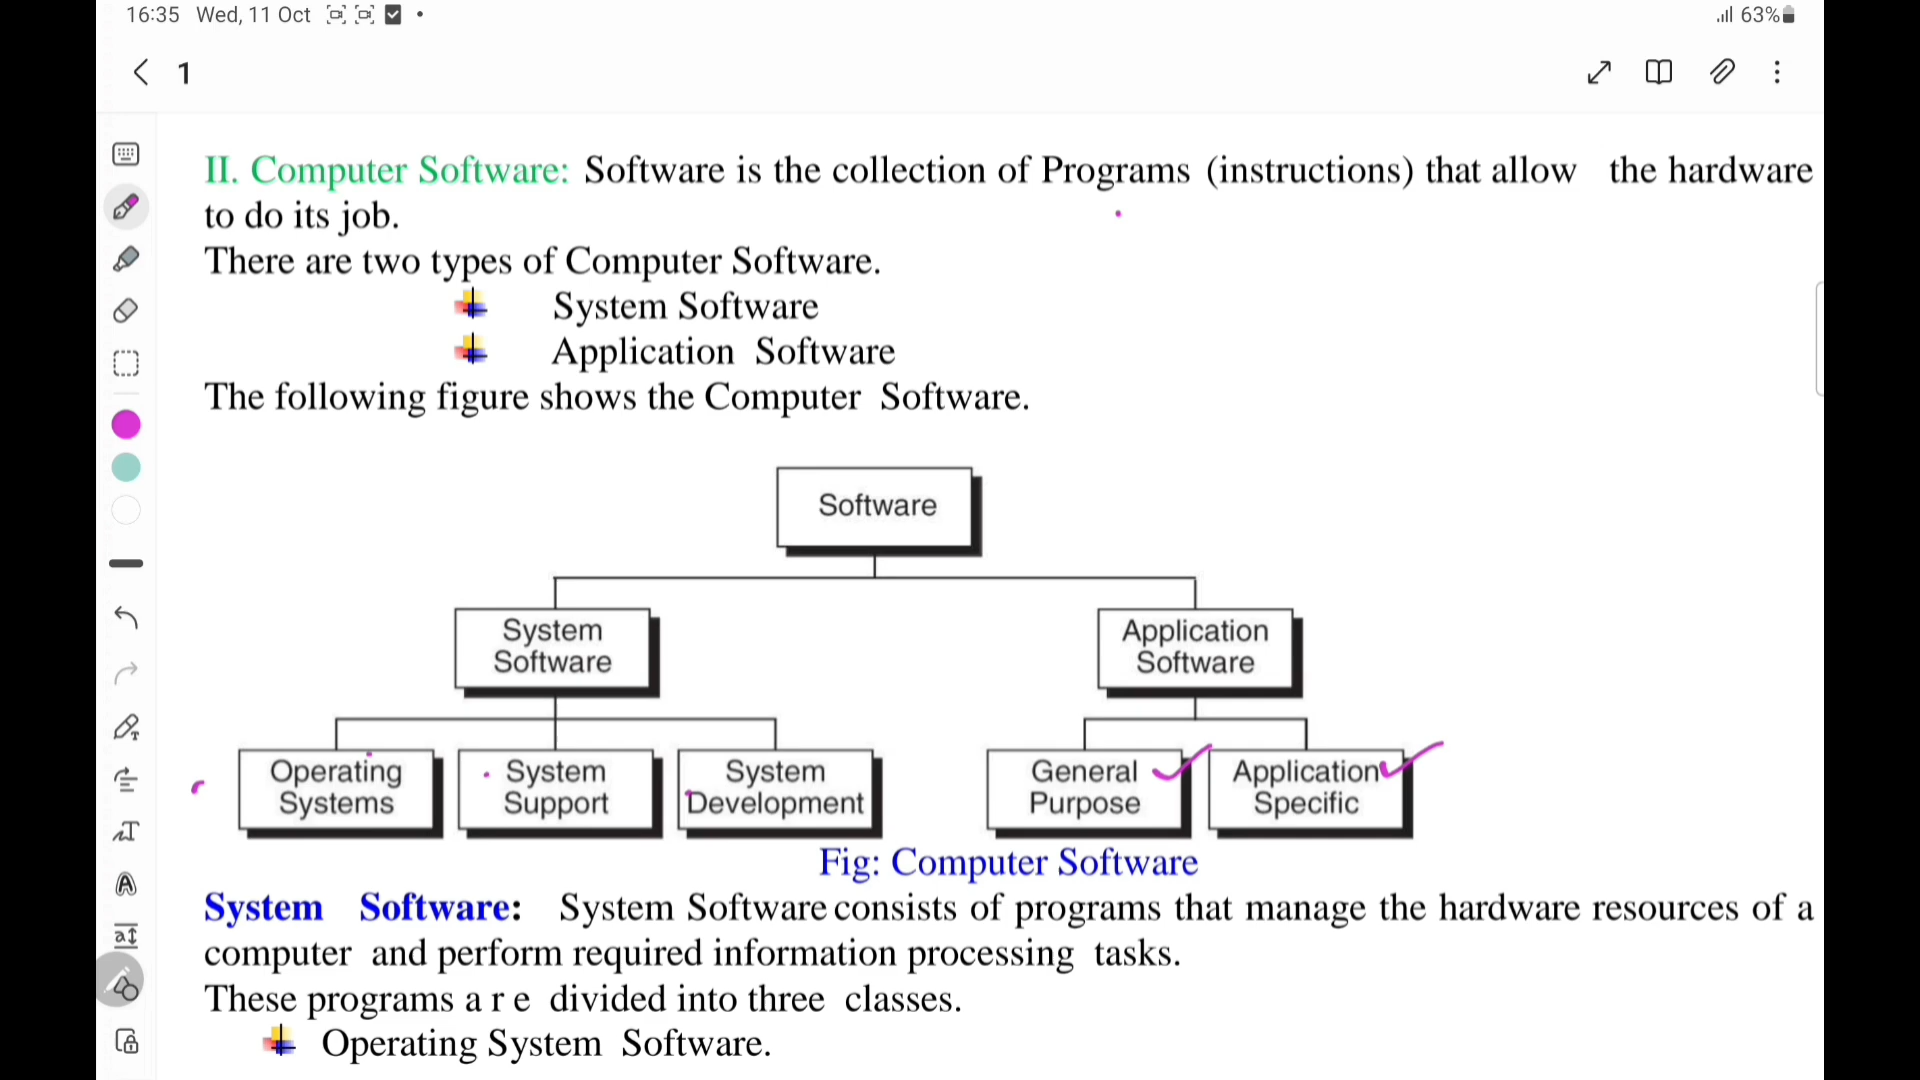 16:35 Wed, 11 Oct
63%
1
II. Computer Software: Software is the collection of Programs (instructions) that allow the hardware
to do its job.
There are two types of Computer Software.
System Software
Application Software
The following figure shows the Computer Software.
Software
System
Software
Application
Software
Operating
Systems
System
Support
System
Development
General
Purpose
Application
Specific
Fig: Computer Software
System Software: System Software consists of programs that manage the hardware resources of a
computer and perform required information processing tasks.
These programs a r e divided into three classes.
Operating System Software.